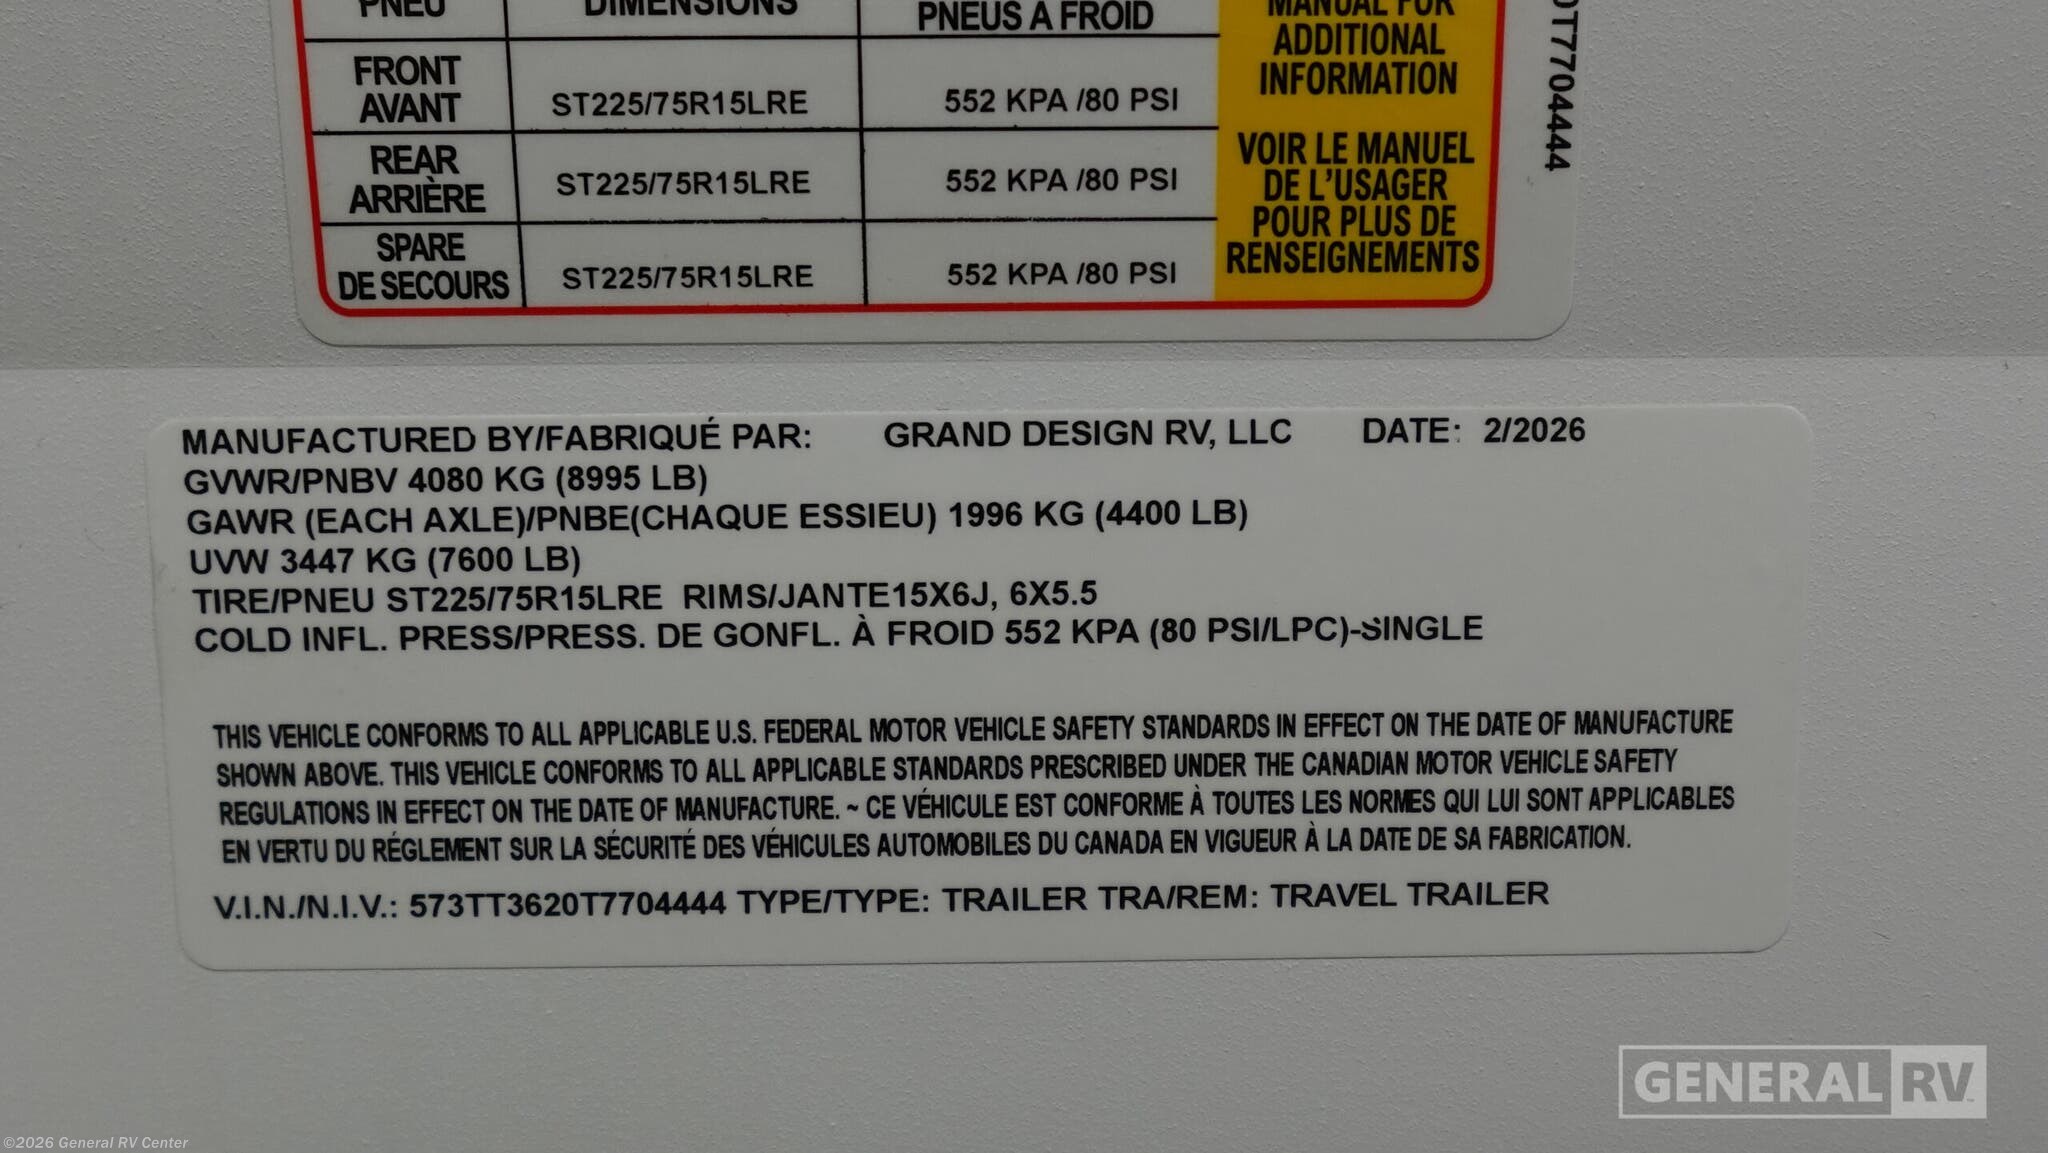 PNEU DIMENSIONS PNEUS A FROID
MANUAL FOR
ADDITIONAL
INFORMATION
FRONT
AVANT
ST225/75R15LRE 552 KPA /80 PSI
REAR
ARRIÈRE
ST225/75R15LRE 552 KPA /80 PSI
SPARE
DE SECOURS
ST225/75R15LRE 552 KPA /80 PSI
VOIR LE MANUEL
DE L'USAGER
POUR PLUS DE
RENSEIGNEMENTS
0T7704444
MANUFACTURED BY/FABRIQUÉ PAR: GRAND DESIGN RV, LLC DATE: 2/2026
GVWR/PNBV 4080 KG (8995 LB)
GAWR (EACH AXLE)/PNBE(CHAQUE ESSIEU) 1996 KG (4400 LB)
UVW 3447 KG (7600 LB)
TIRE/PNEU ST225/75R15LRE RIMS/JANTE15X6J, 6X5.5
COLD INFL. PRESS/PRESS. DE GONFL. À FROID 552 KPA (80 PSI/LPC)-SINGLE
THIS VEHICLE CONFORMS TO ALL APPLICABLE U.S. FEDERAL MOTOR VEHICLE SAFETY STANDARDS IN EFFECT ON THE DATE OF MANUFACTURE
SHOWN ABOVE. THIS VEHICLE CONFORMS TO ALL APPLICABLE STANDARDS PRESCRIBED UNDER THE CANADIAN MOTOR VEHICLE SAFETY
REGULATIONS IN EFFECT ON THE DATE OF MANUFACTURE. ~ CE VÉHICULE EST CONFORME À TOUTES LES NORMES QUI LUI SONT APPLICABLES
EN VERTU DU RÉGLEMENT SUR LA SÉCURITÉ DES VÉHICULES AUTOMOBILES DU CANADA EN VIGUEUR À LA DATE DE SA FABRICATION.
V.I.N./N.I.V.: 573TT3620T7704444 TYPE/TYPE: TRAILER TRA/REM: TRAVEL TRAILER
GENERAL RV
©2026 General RV Center